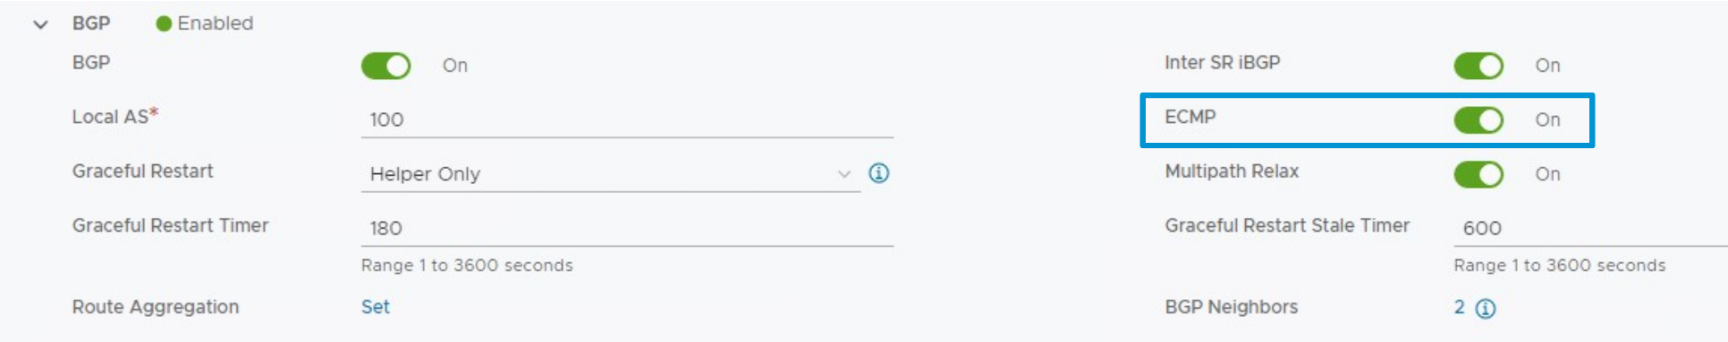 BGP Enabled
BGP On Inter SR iBGP On
Local AS* 100 ECMP On
Graceful Restart Helper Only Multipath Relax On
Graceful Restart Timer 180 Graceful Restart Stale Timer 600
Range 1 to 3600 seconds Range 1 to 3600 seconds
Route Aggregation Set BGP Neighbors 2